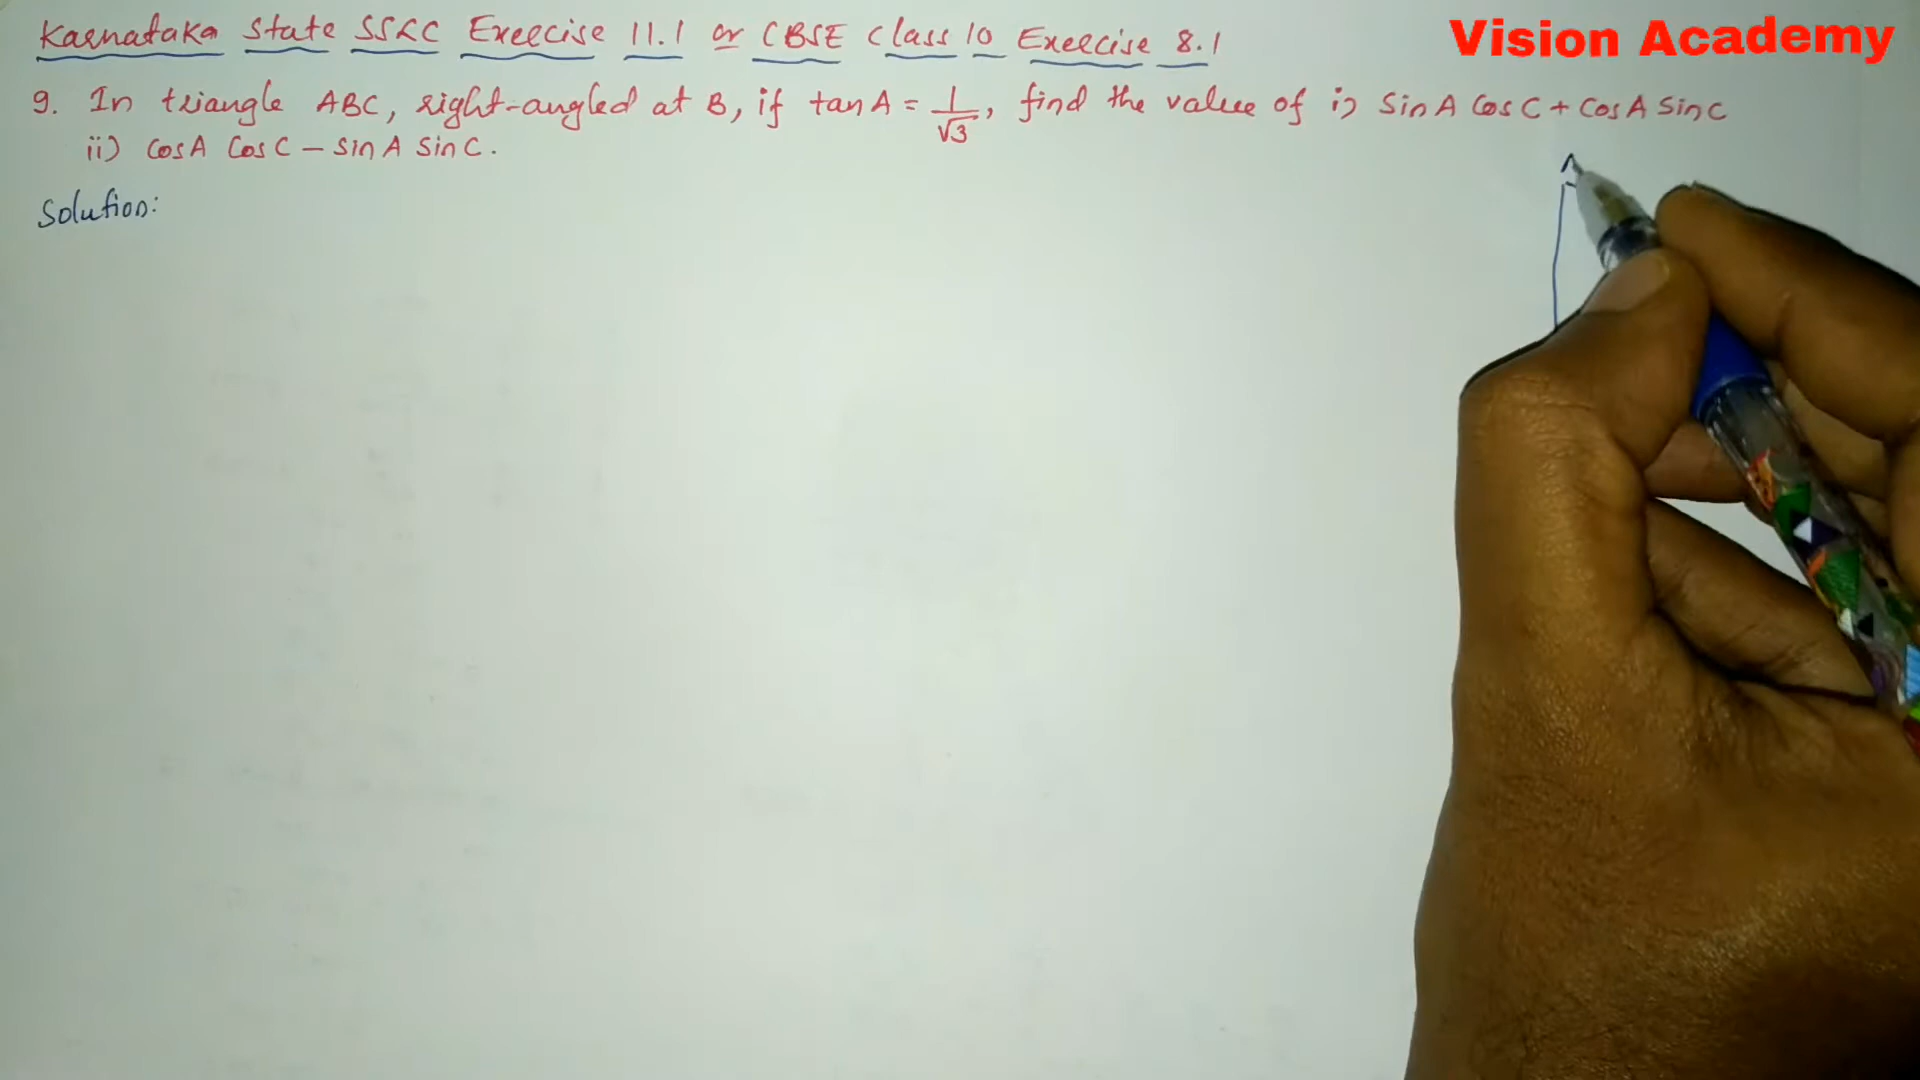 Karnataka State SSLC Exercise 11.1 or CBSE Class 10 Exercise 8.1
Vision Academy
9. In triangle ABC, right-angled at B, if tan A = 1/√3, find the value of i) Sin A Cos C + Cos A Sin C
ii) Cos A Cos C – Sin A Sin C.
Solution: